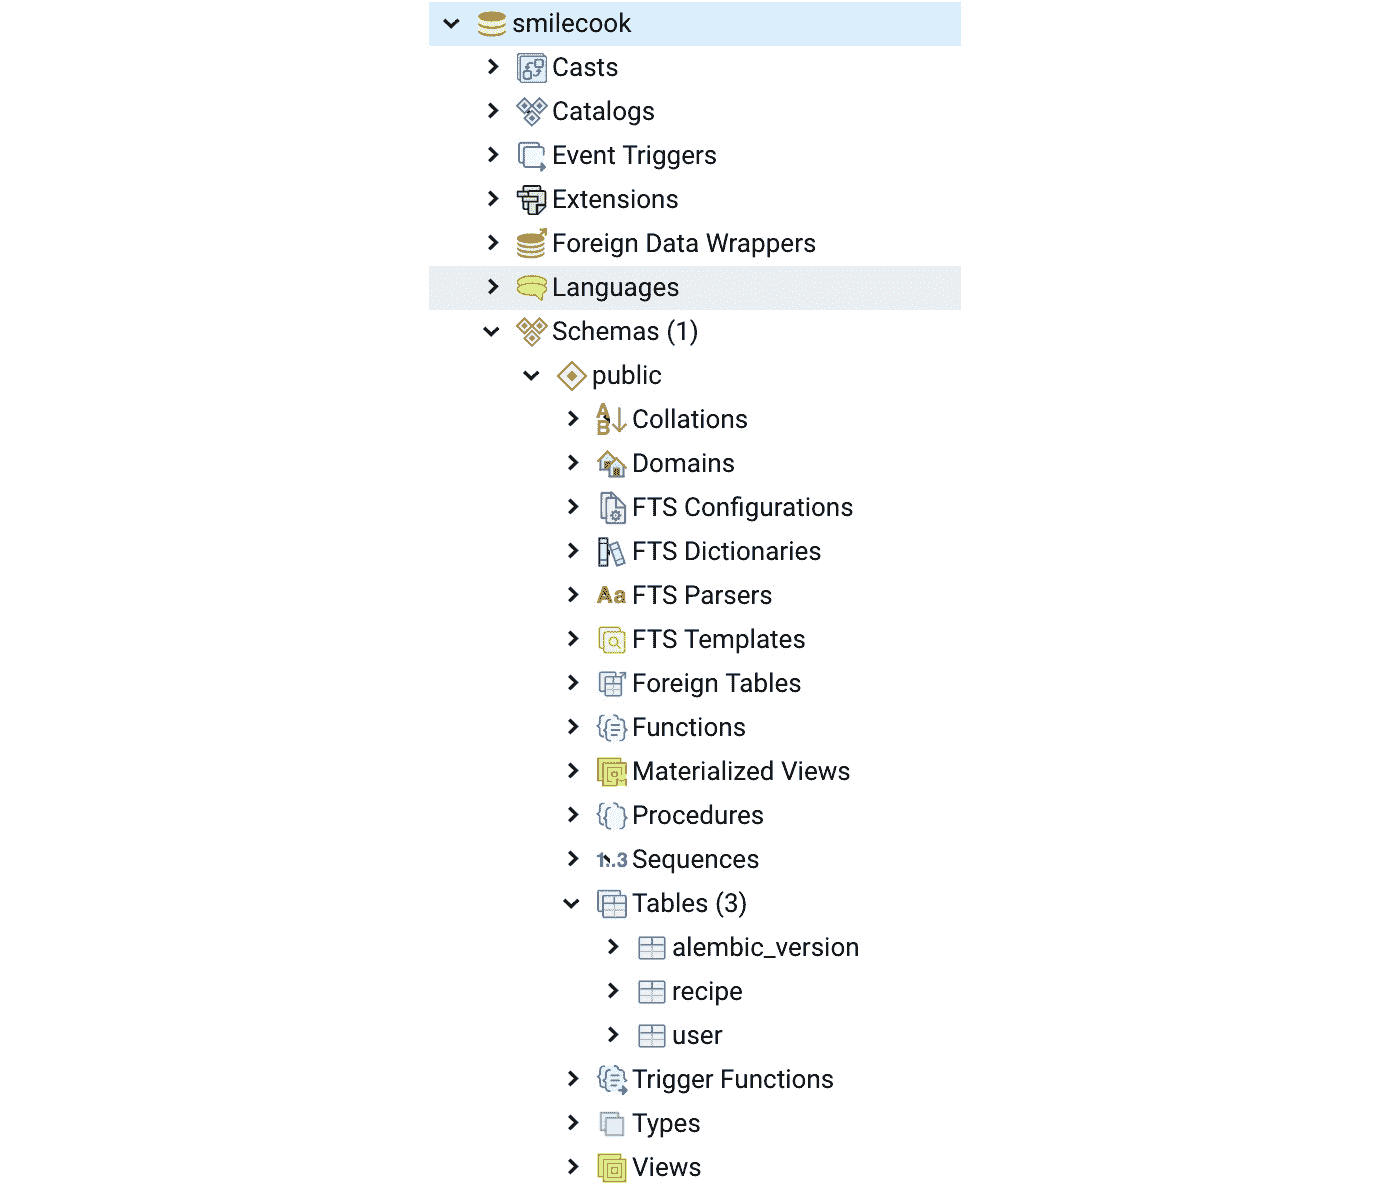 smilecook
Casts
Catalogs
Event Triggers
Extensions
Foreign Data Wrappers
Languages
Schemas (1)
public
Collations
Domains
FTS Configurations
FTS Dictionaries
Aa FTS Parsers
FTS Templates
Foreign Tables
Functions
Materialized Views
Procedures
1..3 Sequences
Tables (3)
alembic_version
recipe
user
Trigger Functions
Types
Views